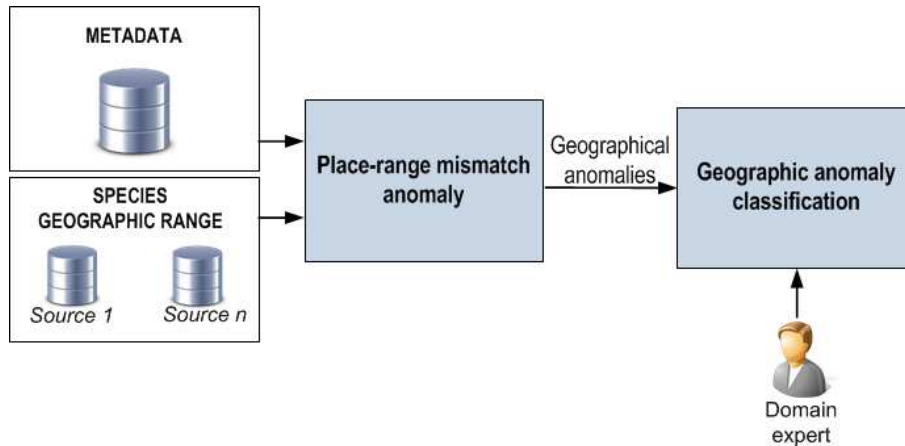 METADATA
SPECIES
GEOGRAPHIC RANGE
Source 1
Source n
Place-range mismatch
anomaly
Geographical
anomalies
Geographic anomaly
classification
Domain
expert